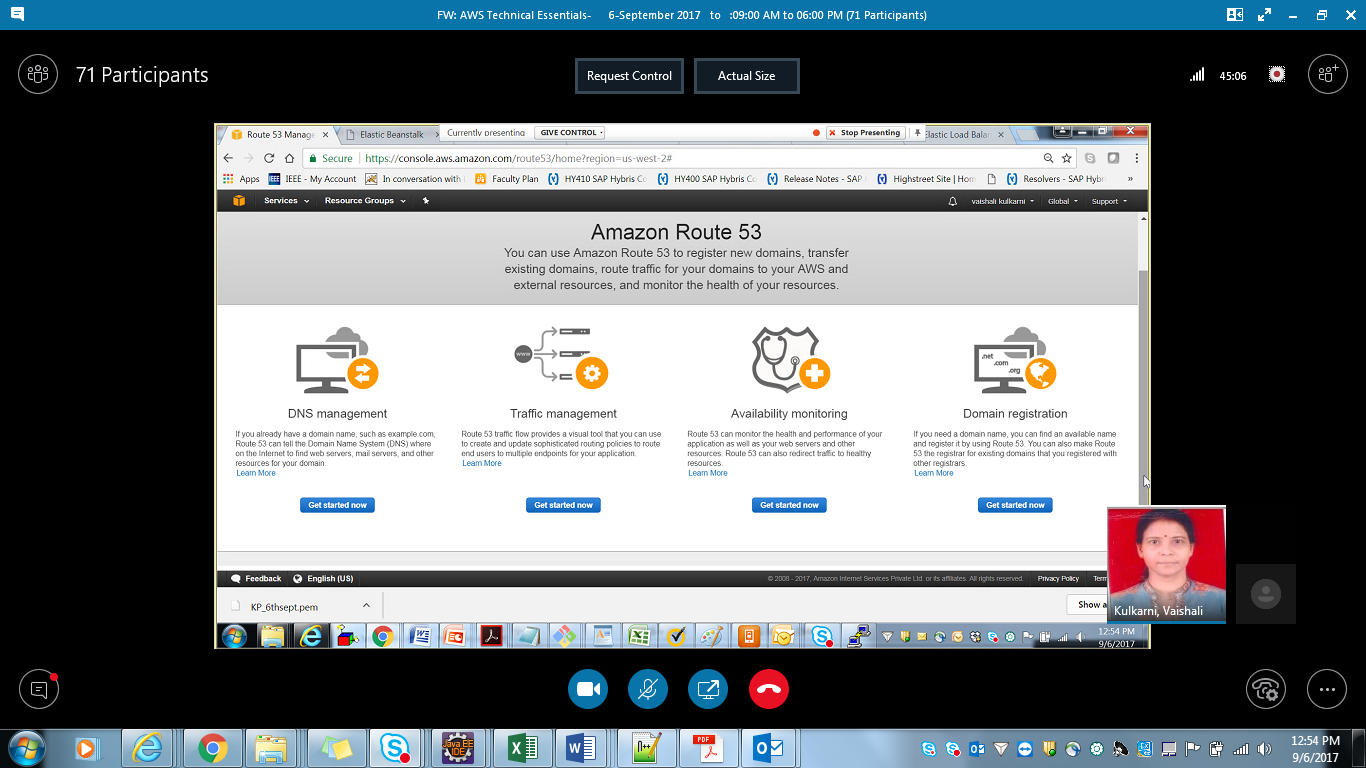 FW: AWS Technical Essentials- 6-September 2017 to :09:00 AM to 06:00 PM (71 Participants)
71 Participants
Request Control
Actual Size
45:06
Route 53 Manage
Elastic Beanstalk
Currently presenting
GIVE CONTROL
Stop Presenting
Elastic Load Balan
Secure
https://console.aws.amazon.com/route53/home?region=us-west-2#
Apps
IEEE
IEEE - My Account
In conversation with
Faculty Plan
HY410 SAP Hybris Co
HY400 SAP Hybris Co
Release Notes - SAP
Highstreet Site | Hom
Resolvers - SAP Hybr
»
Services
Resource Groups
vaishali kulkarni
Global
Support
Amazon Route 53
You can use Amazon Route 53 to register new domains, transfer
existing domains, route traffic for your domains to your AWS and
external resources, and monitor the health of your resources.
www
.net
.com
.org
DNS management
If you already have a domain name, such as example.com,
Route 53 can tell the Domain Name System (DNS) where
on the Internet to find web servers, mail servers, and other
resources for your domain.
Learn More
Get started now
Traffic management
Route 53 traffic flow provides a visual tool that you can use
to create and update sophisticated routing policies to route
end users to multiple endpoints for your application.
Learn More
Get started now
Availability monitoring
Route 53 can monitor the health and performance of your
application as well as your web servers and other
resources. Route 53 can also redirect traffic to healthy
resources.
Learn More
Get started now
Domain registration
If you need a domain name, you can find an available name
and register it by using Route 53. You can also make Route
53 the registrar for existing domains that you registered with
other registrars.
Learn More
Get started now
Feedback
English (US)
© 2008 - 2017, Amazon Internet Services Private Ltd. or its affiliates. All rights reserved.
Privacy Policy
Term
KP_6thsept.pem
Show a
Kulkarni, Vaishali
12:54 PM
9/6/2017
Java EE
IDE
PDF
12:54 PM
9/6/2017